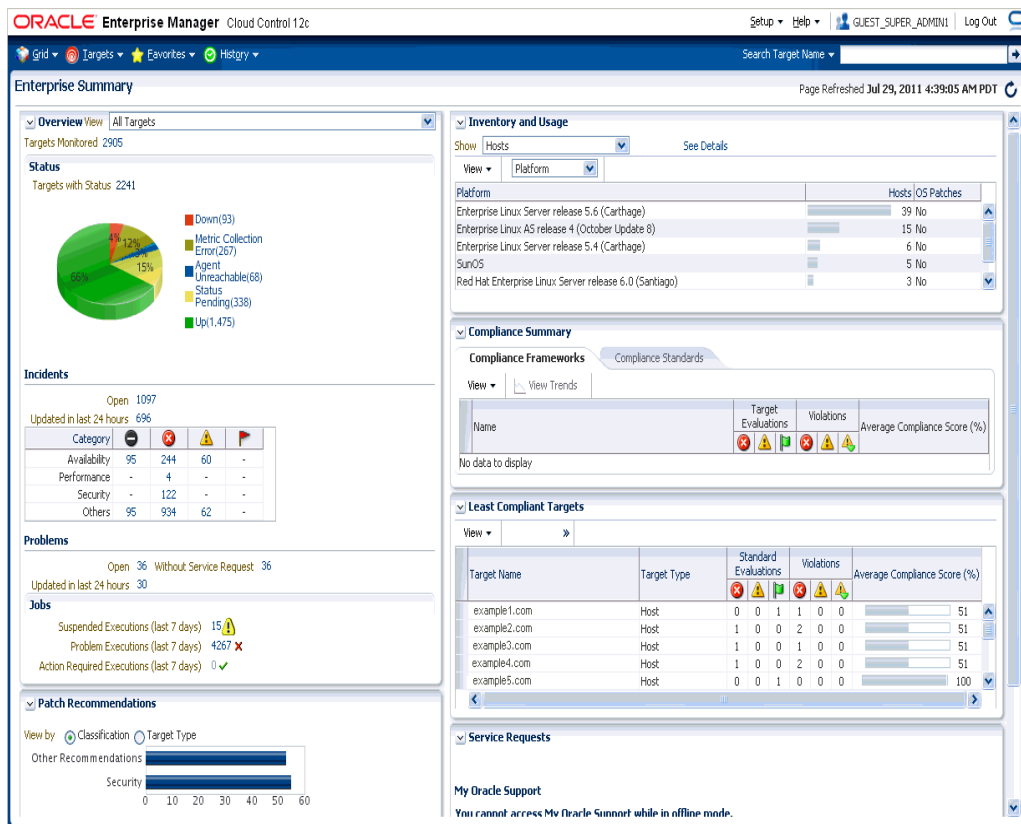 ORACLE Enterprise Manager Cloud Control 12c
Setup Help GUEST_SUPER_ADMIN1 Log Out
Grid Targets Favorites History Search Target Name
Enterprise Summary
Page Refreshed Jul 29, 2011 4:39:05 AM PDT
Overview View All Targets
Targets Monitored 2905
Status
Targets with Status 2241
4%
12%
3%
15%
66%
Down(93)
Metric Collection
Error(267)
Agent
Unreachable(68)
Status
Pending(338)
Up(1,475)
Incidents
Open 1097
Updated in last 24 hours 696
Category
Availability 95 244 60 -
Performance - 4 - -
Security - 122 - -
Others 95 934 62 -
Problems
Open 36 Without Service Request 36
Updated in last 24 hours 30
Jobs
Suspended Executions (last 7 days) 15
Problem Executions (last 7 days) 4267
Action Required Executions (last 7 days) 0
Patch Recommendations
View by Classification Target Type
Other Recommendations
Security
0 10 20 30 40 50 60
Inventory and Usage
Show Hosts See Details
View Platform
Platform Hosts OS Patches
Enterprise Linux Server release 5.6 (Carthage) 39 No
Enterprise Linux AS release 4 (October Update 8) 15 No
Enterprise Linux Server release 5.4 (Carthage) 6 No
SunOS 5 No
Red Hat Enterprise Linux Server release 6.0 (Santiago) 3 No
Compliance Summary
Compliance Frameworks Compliance Standards
View View Trends
Name Target Evaluations Violations Average Compliance Score (%)
No data to display
Least Compliant Targets
View »
Target Name Target Type Standard Evaluations Violations Average Compliance Score (%)
example1.com Host 0 0 1 1 0 0 51
example2.com Host 1 0 0 2 0 0 51
example3.com Host 1 0 0 1 0 0 51
example4.com Host 1 0 0 2 0 0 51
example5.com Host 0 0 1 0 0 0 100
Service Requests
My Oracle Support
You cannot access My Oracle Support while in offline mode.